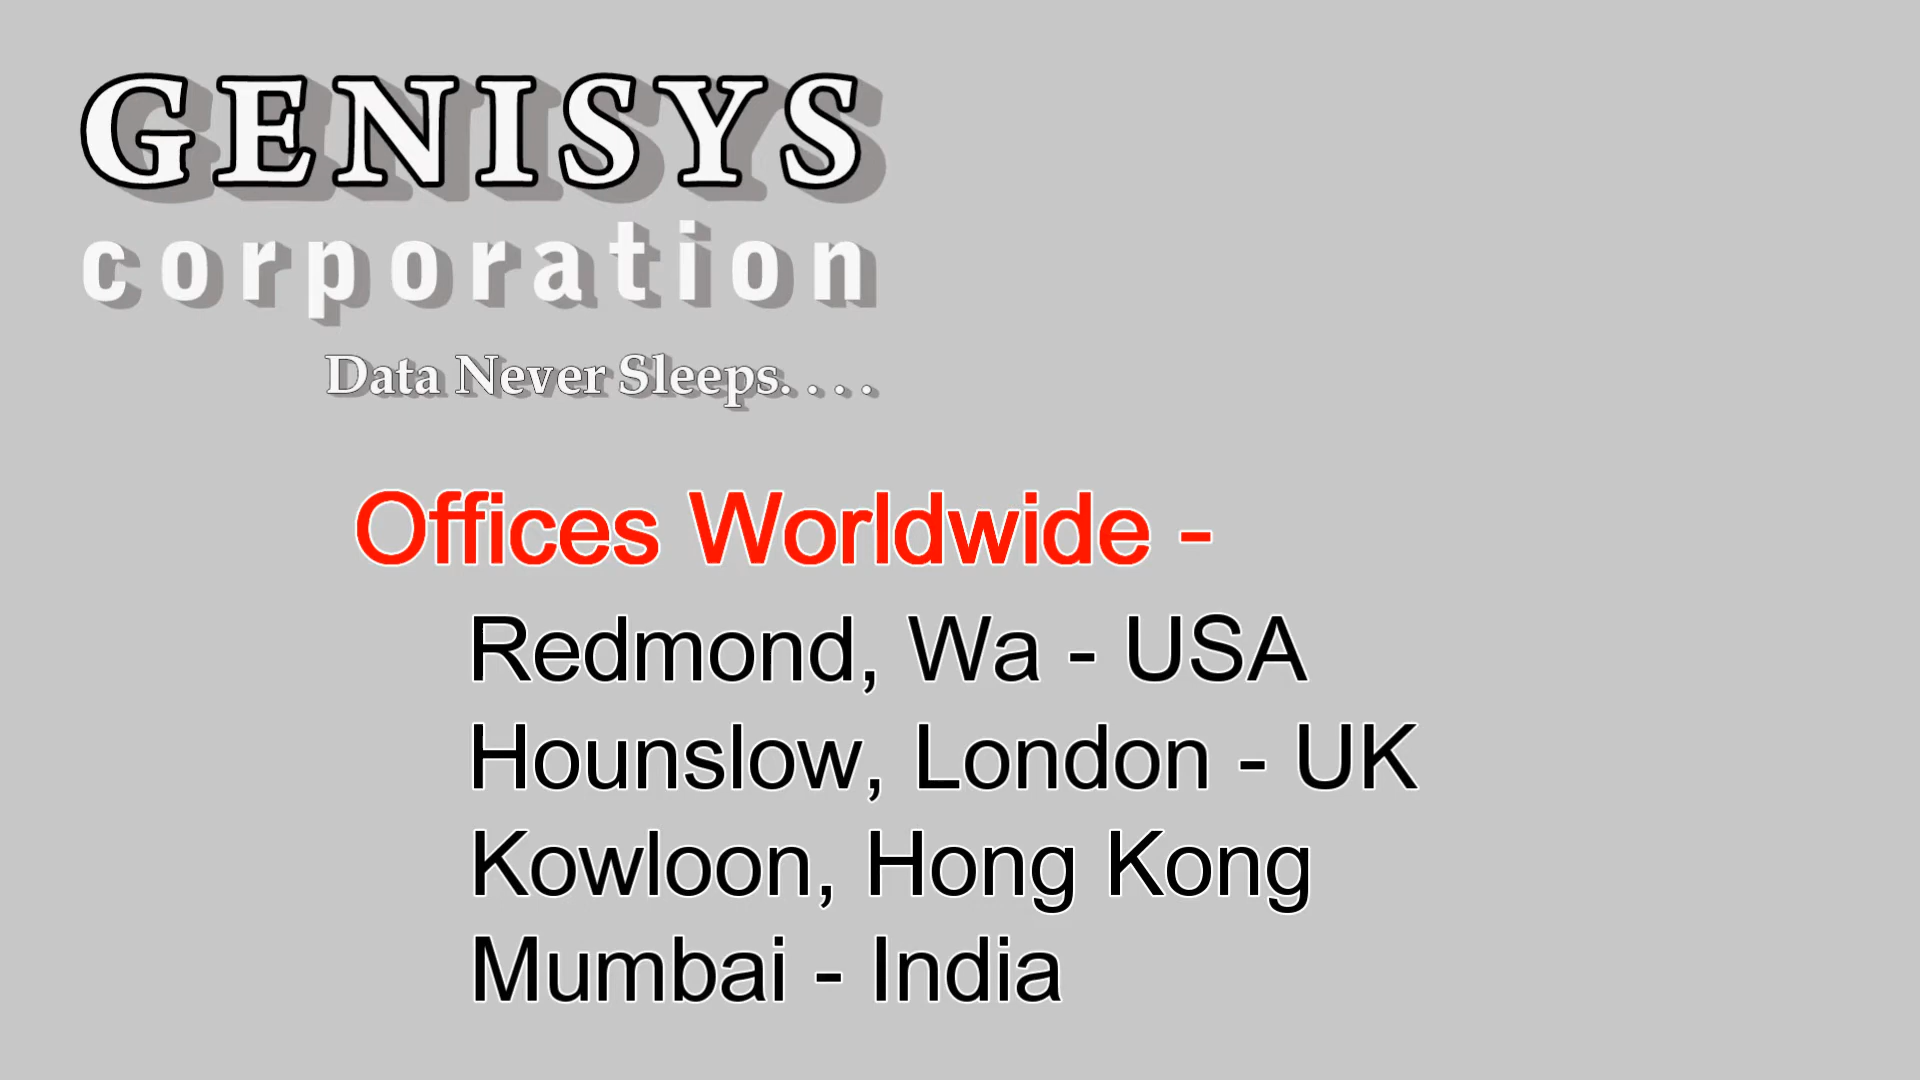 GENISYS
corporation
Data Never Sleeps. . . .
Offices Worldwide -
Redmond, Wa - USA
Hounslow, London - UK
Kowloon, Hong Kong
Mumbai - India